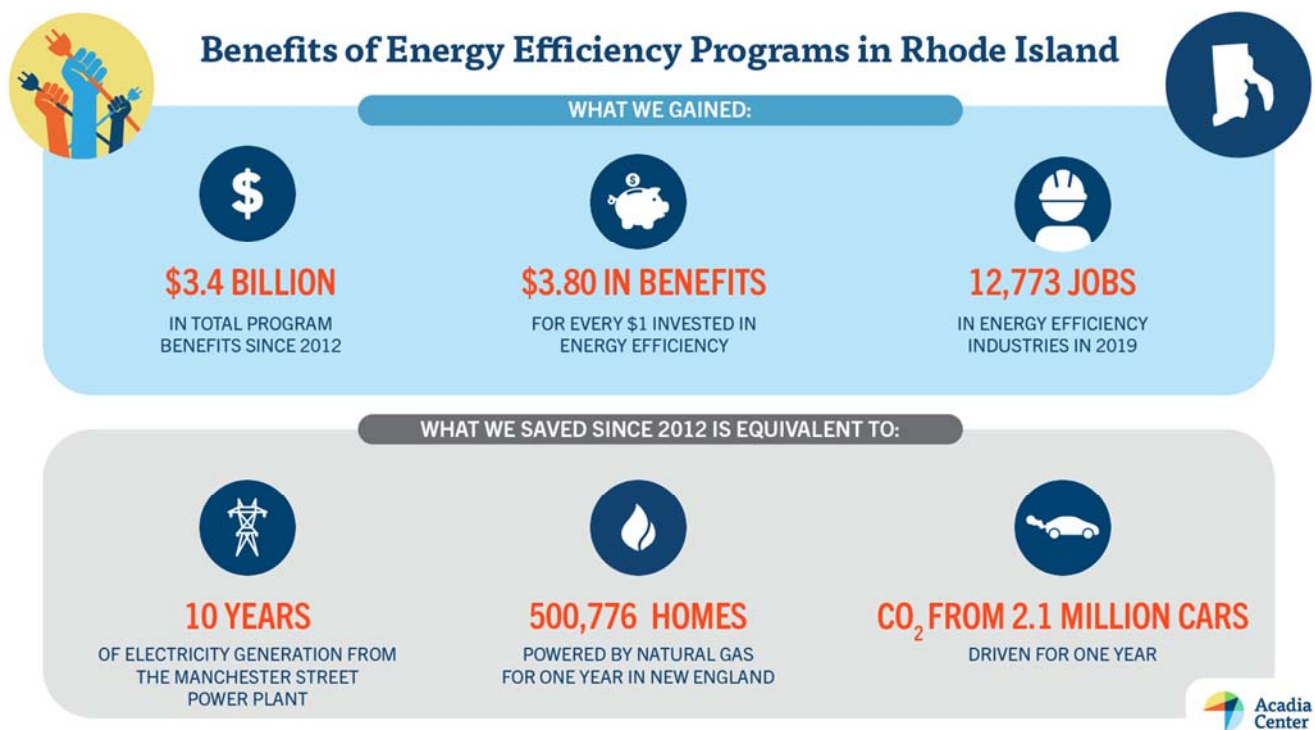 Benefits of Energy Efficiency Programs in Rhode Island
WHAT WE GAINED:
$
$
$3.4 BILLION
IN TOTAL PROGRAM
BENEFITS SINCE 2012
$3.80 IN BENEFITS
FOR EVERY $1 INVESTED IN
ENERGY EFFICIENCY
12,773 JOBS
IN ENERGY EFFICIENCY
INDUSTRIES IN 2019
WHAT WE SAVED SINCE 2012 IS EQUIVALENT TO:
10 YEARS
OF ELECTRICITY GENERATION FROM
THE MANCHESTER STREET
POWER PLANT
500,776 HOMES
POWERED BY NATURAL GAS
FOR ONE YEAR IN NEW ENGLAND
CO₂ FROM 2.1 MILLION CARS
DRIVEN FOR ONE YEAR
Acadia
Center